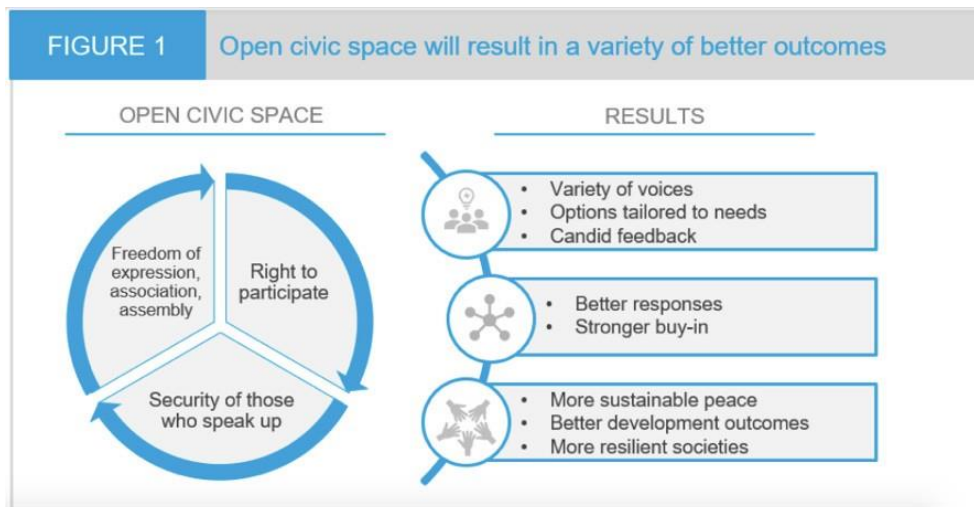 FIGURE 1
Open civic space will result in a variety of better outcomes
OPEN CIVIC SPACE
Freedom of
expression,
association,
assembly
Right to
participate
Security of those
who speak up
RESULTS
• Variety of voices
• Options tailored to needs
• Candid feedback
• Better responses
• Stronger buy-in
• More sustainable peace
• Better development outcomes
• More resilient societies